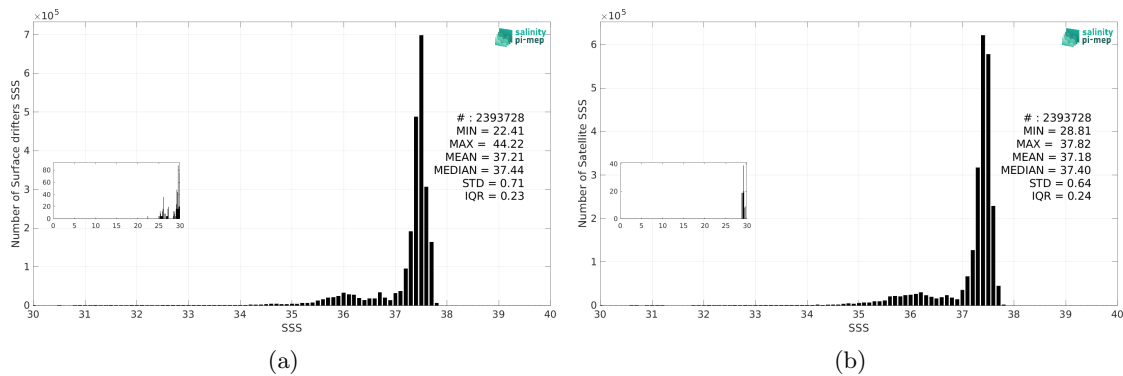 ×10⁵
7
6
5
4
3
2
1
0
Number of Surface drifters SSS
salinity
pi-mep
# : 2393728
MIN = 22.41
MAX = 44.22
MEAN = 37.21
MEDIAN = 37.44
STD = 0.71
IQR = 0.23
80
60
40
20
0
0 5 10 15 20 25 30
30 31 32 33 34 35 36 37 38 39 40
SSS
(a)
×10⁵
6
5
4
3
2
1
0
Number of Satellite SSS
salinity
pi-mep
# : 2393728
MIN = 28.81
MAX = 37.82
MEAN = 37.18
MEDIAN = 37.40
STD = 0.64
IQR = 0.24
40
20
0
0 5 10 15 20 25 30
30 31 32 33 34 35 36 37 38 39 40
SSS
(b)